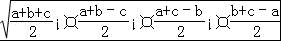 √(a+b+c)/2 ¡¤ (a+b − c)/2 ¡¤ (a+c − b)/2 ¡¤ (b+c − a)/2